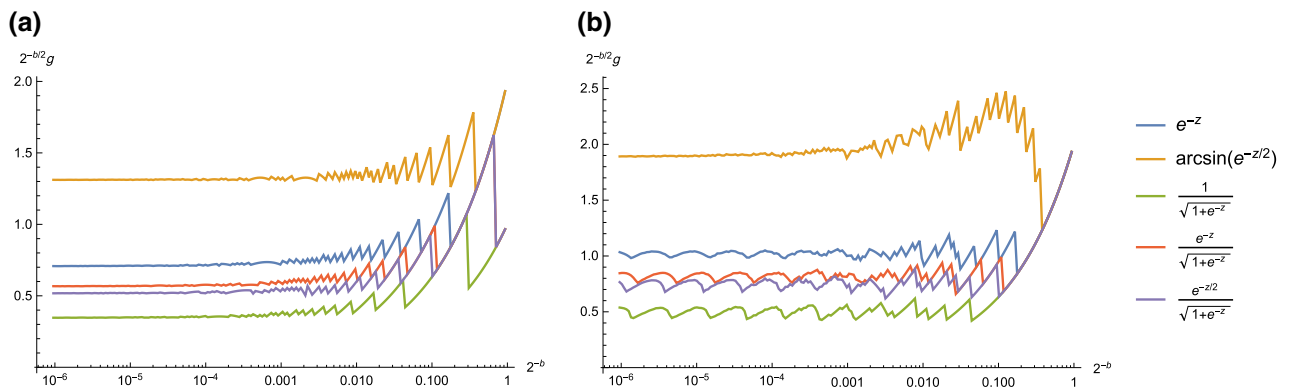 (a)
2^{-b/2}g
2.0
1.5
1.0
0.5
10^{-6} 10^{-5} 10^{-4} 0.001 0.010 0.100 1
2^{-b}
(b)
2^{-b/2}g
2.5
2.0
1.5
1.0
0.5
10^{-6} 10^{-5} 10^{-4} 0.001 0.010 0.100 1
2^{-b}
e^{-z}
arcsin(e^{-z/2})
\frac{1}{\sqrt{1+e^{-z}}}
\frac{e^{-z}}{\sqrt{1+e^{-z}}}
\frac{e^{-z/2}}{\sqrt{1+e^{-z}}}